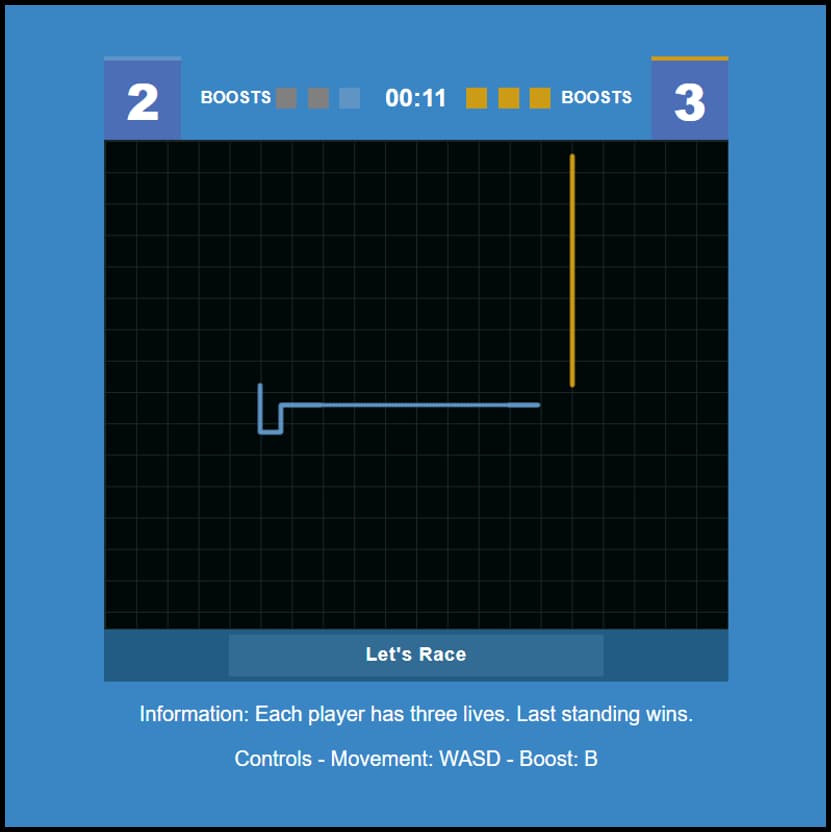 2 BOOSTS 00:11 BOOSTS 3
Let's Race
Information: Each player has three lives. Last standing wins.
Controls - Movement: WASD - Boost: B